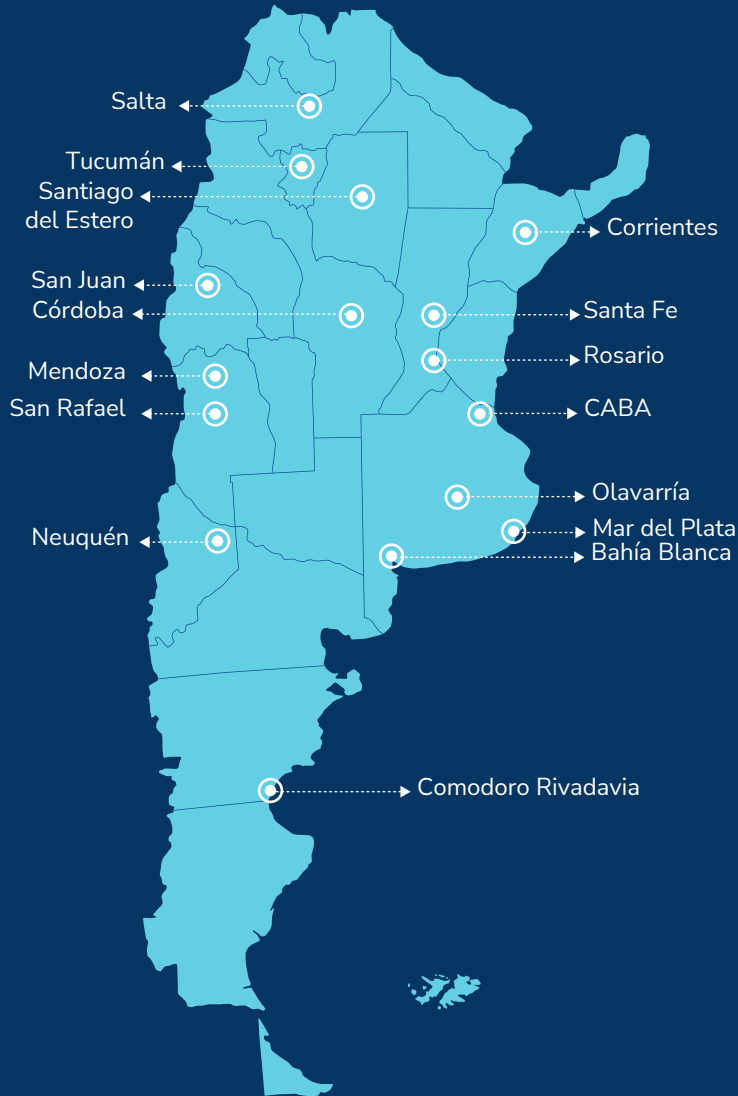 Salta
Tucumán
Santiago
del Estero
Corrientes
San Juan
Córdoba
Santa Fe
Rosario
Mendoza
San Rafael
CABA
Olavarría
Mar del Plata
Neuquén
Bahía Blanca
Comodoro Rivadavia